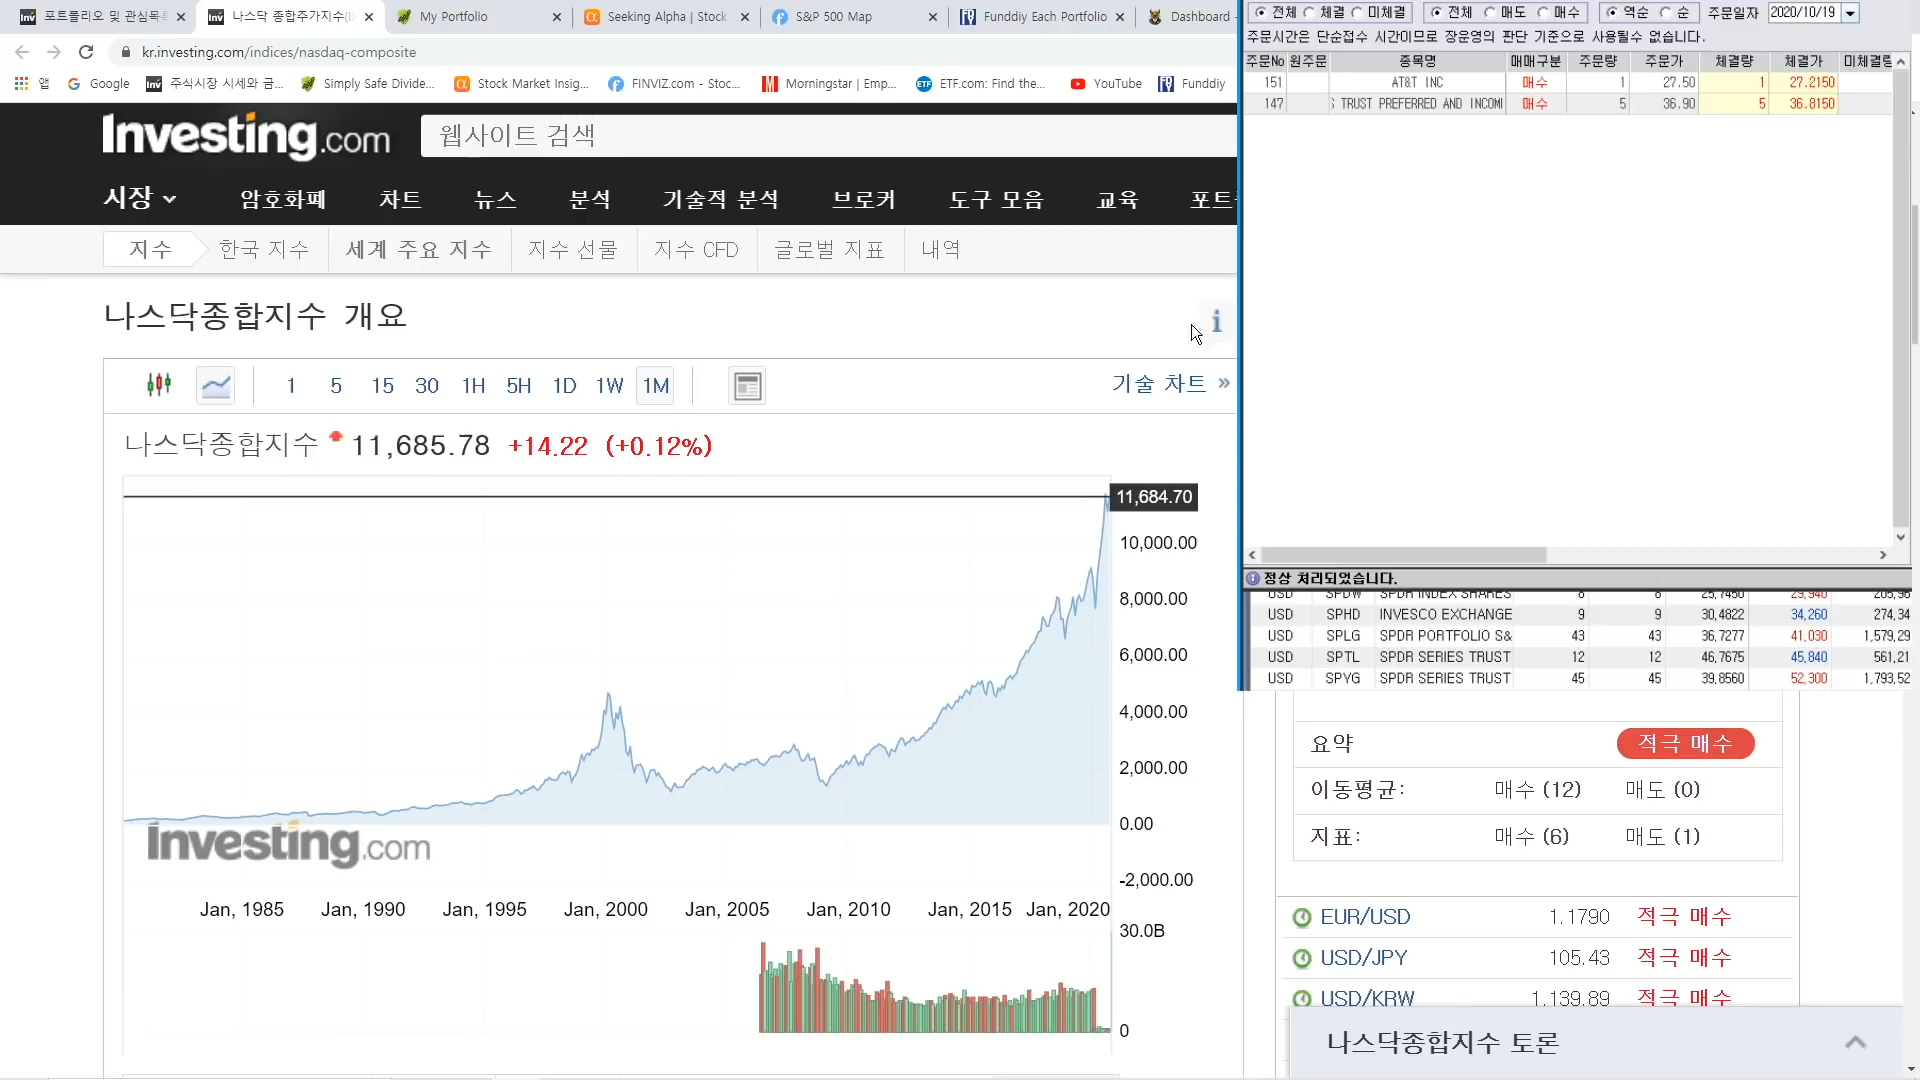 포트폴리오 및 관심목록
나스닥 종합주가지수(I
My Portfolio
Seeking Alpha | Stock
S&P 500 Map
Funddiy Each Portfolio
Dashboard -
kr.investing.com/indices/nasdaq-composite
앱
Google
주식시장 시세와 금...
Simply Safe Divide...
Stock Market Insig...
FINVIZ.com - Stoc...
Morningstar | Emp...
ETF.com: Find the...
YouTube
Funddiy
Investing.com
웹사이트 검색
시장
암호화폐
차트
뉴스
분석
기술적 분석
브로커
도구 모음
교육
포트
지수
한국 지수
세계 주요 지수
지수 선물
지수 CFD
글로벌 지표
내역
나스닥종합지수 개요
1 5 15 30 1H 5H 1D 1W 1M
기술 차트 »
나스닥종합지수 11,685.78 +14.22 (+0.12%)
11,684.70
10,000.00
8,000.00
6,000.00
4,000.00
2,000.00
0.00
-2,000.00
Investing.com
Jan, 1985 Jan, 1990 Jan, 1995 Jan, 2000 Jan, 2005 Jan, 2010 Jan, 2015 Jan, 2020
30.0B
0
전체 체결 미체결 전체 매도 매수 역순 순 주문일자 2020/10/19
주문시간은 단순접수 시간이므로 장운영의 판단 기준으로 사용될수 없습니다.
주문No 원주문 종목명 매매구분 주문량 주문가 체결량 체결가 미체결량
151 AT&T INC 매수 1 27.50 1 27.2150
147 TRUST PREFERRED AND INCOM 매수 5 36.90 5 36.8150
정상 처리되었습니다.
USD SPDW SPDR INDEX SHARES 8 8 25,7450 29,940 205,96
USD SPHD INVESCO EXCHANGE 9 9 30,4822 34,260 274,34
USD SPLG SPDR PORTFOLIO S& 43 43 36,7277 41,030 1,579,29
USD SPTL SPDR SERIES TRUST 12 12 46,7675 45,840 561,21
USD SPYG SPDR SERIES TRUST 45 45 39,8560 52,300 1,793,52
요약 적극 매수
이동평균: 매수 (12) 매도 (0)
지표: 매수 (6) 매도 (1)
EUR/USD 1.1790 적극 매수
USD/JPY 105.43 적극 매수
USD/KRW 1,139.89 적극 매수
나스닥종합지수 토론